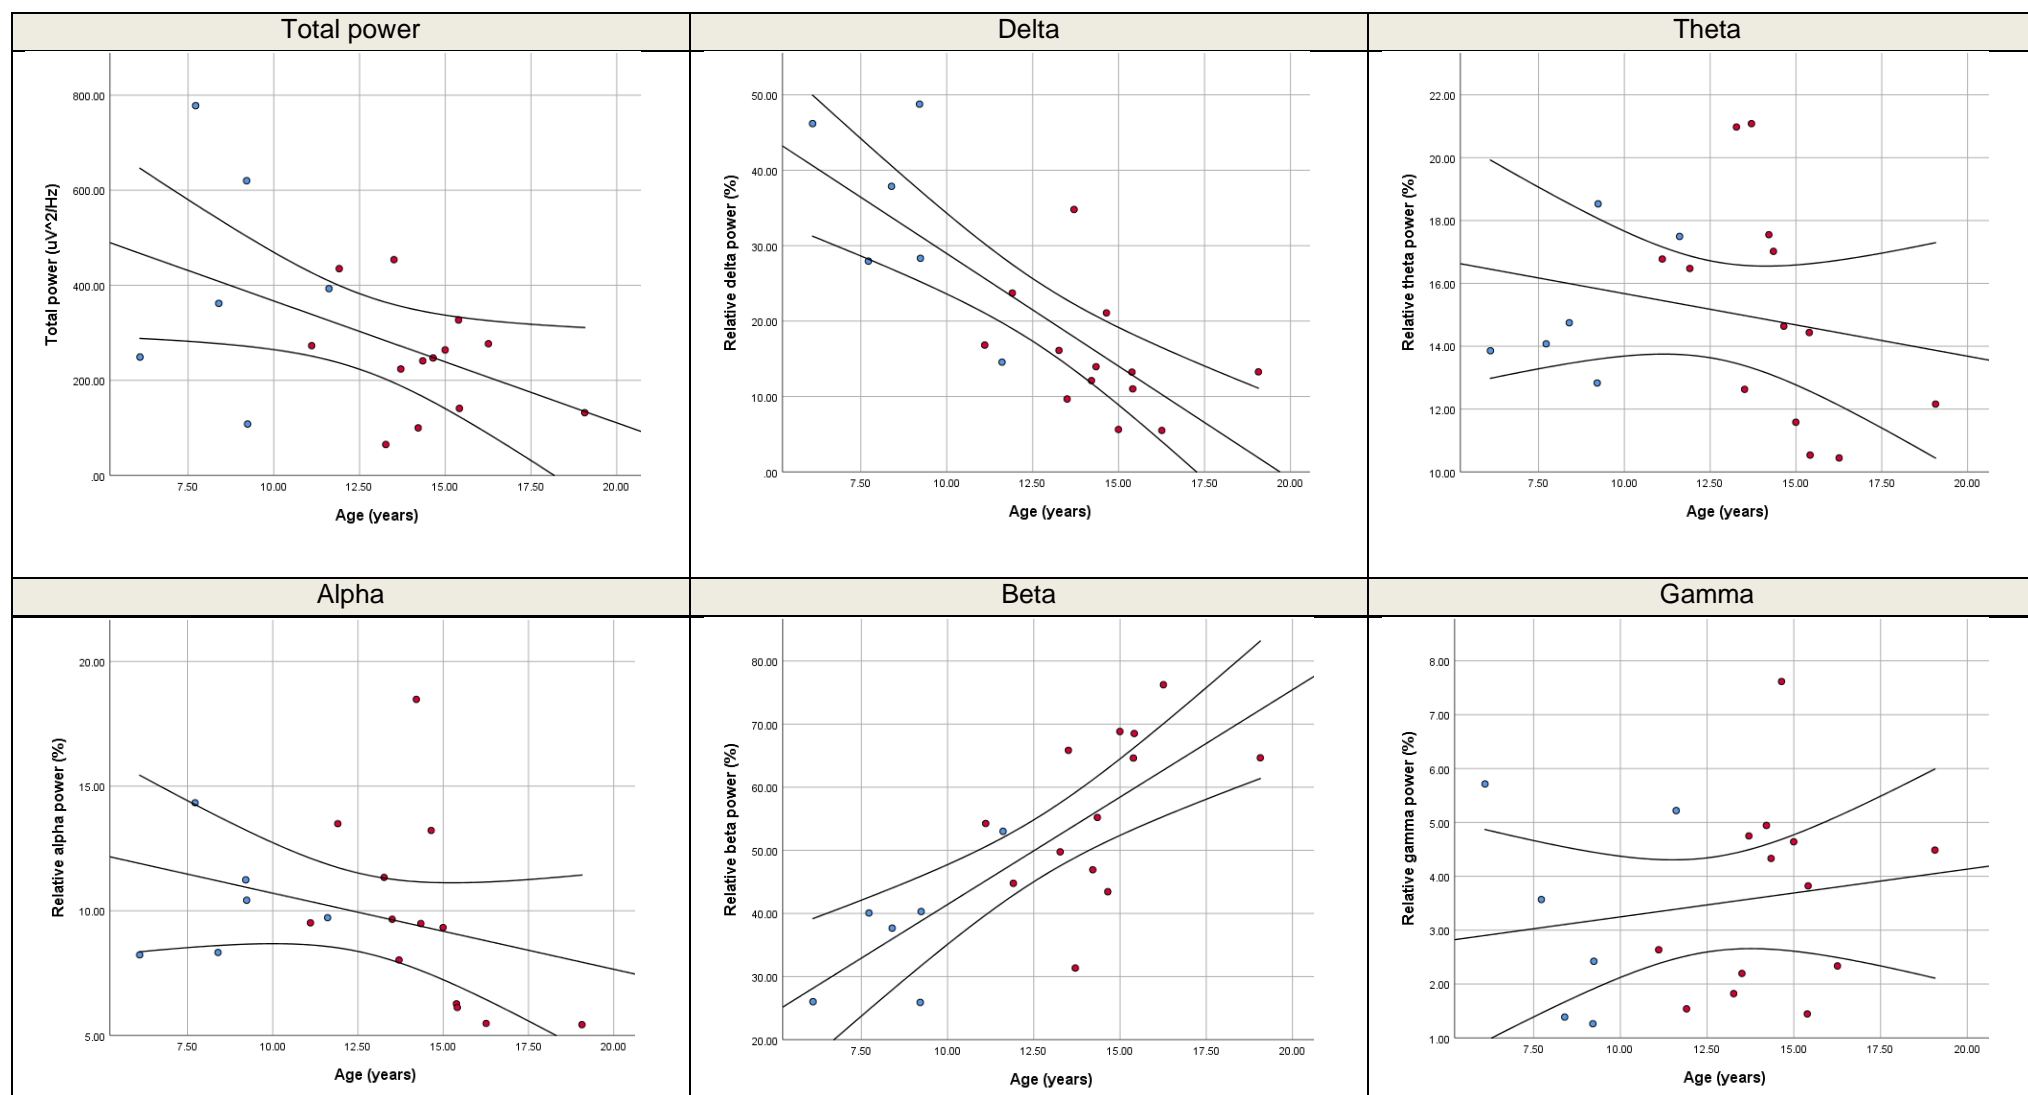 Total power
Delta
Theta
Total power (uV^2/Hz)
800.00
600.00
400.00
200.00
.00
7.50 10.00 12.50 15.00 17.50 20.00
Age (years)
Relative delta power (%)
50.00
40.00
30.00
20.00
10.00
.00
7.50 10.00 12.50 15.00 17.50 20.00
Age (years)
Relative theta power (%)
22.00
20.00
18.00
16.00
14.00
12.00
10.00
7.50 10.00 12.50 15.00 17.50 20.00
Age (years)
Alpha
Beta
Gamma
Relative alpha power (%)
20.00
15.00
10.00
5.00
7.50 10.00 12.50 15.00 17.50 20.00
Age (years)
Relative beta power (%)
80.00
70.00
60.00
50.00
40.00
30.00
20.00
7.50 10.00 12.50 15.00 17.50 20.00
Age (years)
Relative gamma power (%)
8.00
7.00
6.00
5.00
4.00
3.00
2.00
1.00
7.50 10.00 12.50 15.00 17.50 20.00
Age (years)